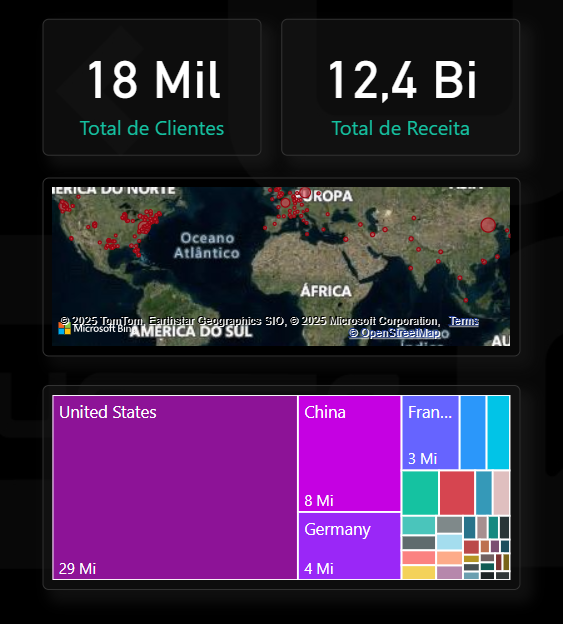 18 Mil
Total de Clientes
12,4 Bi
Total de Receita
ÉRICA DO NORTE
EUROPA
Oceano
Atlântico
ÁFRICA
© 2025 TomTom, Earthstar Geographics SIO, © 2025 Microsoft Corporation, Terms
© OpenStreetMap
Microsoft Bing
AMÉRICA DO SUL
AU
United States
29 Mi
China
8 Mi
Germany
4 Mi
Fran...
3 Mi